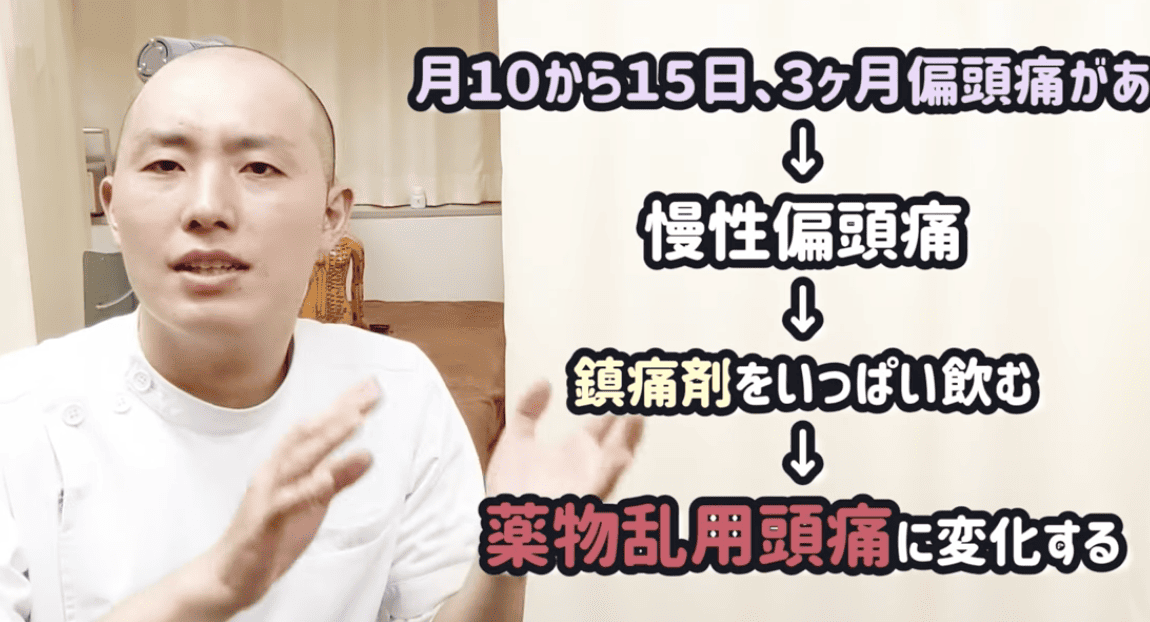 月10から15日、3ヶ月偏頭痛があ
↓
慢性偏頭痛
↓
鎮痛剤をいっぱい飲む
↓
薬物乱用頭痛に変化する